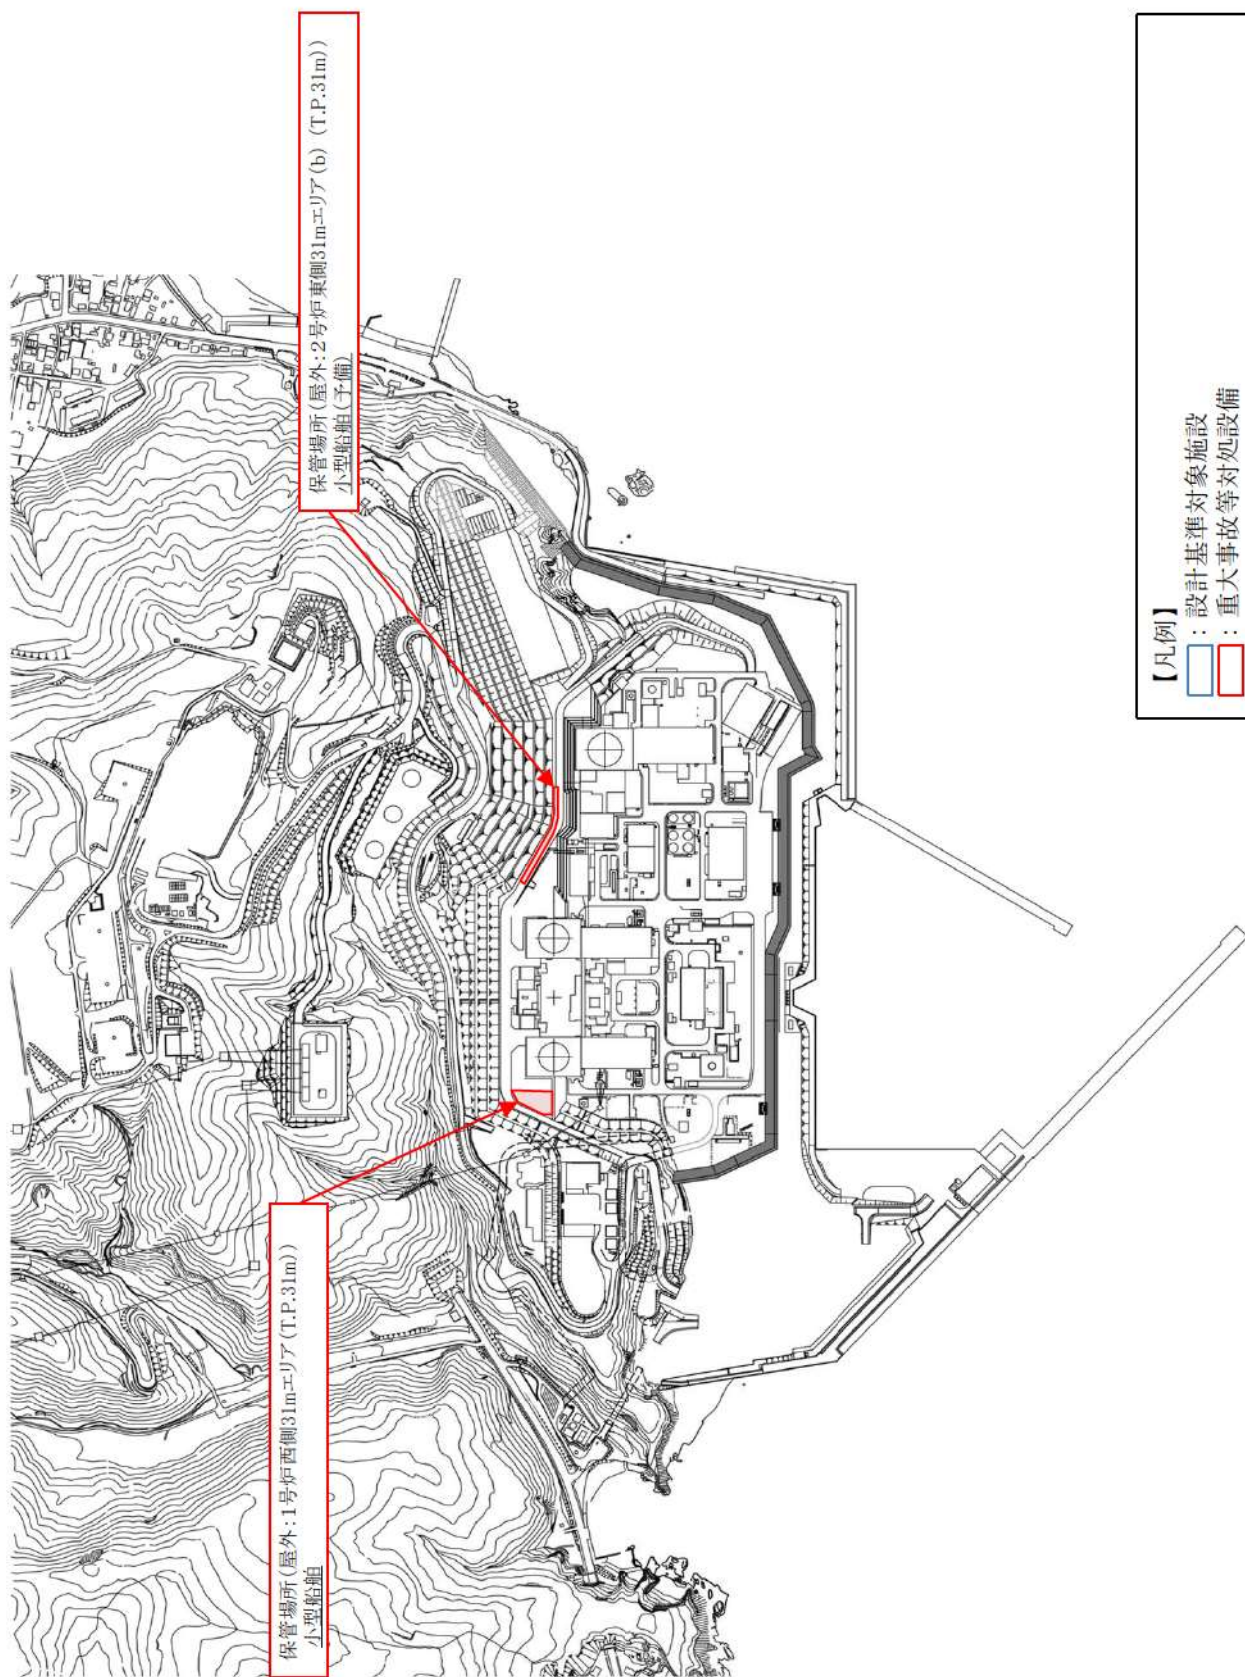 保管場所(屋外:1号炉西側31mエリア(T.P.31m))
小型船舶
保管場所(屋外:2号炉東側31mエリア(b) (T.P.31m))
小型船舶(予備)
【凡例】
:設計基準対象施設
:重大事故等対処設備